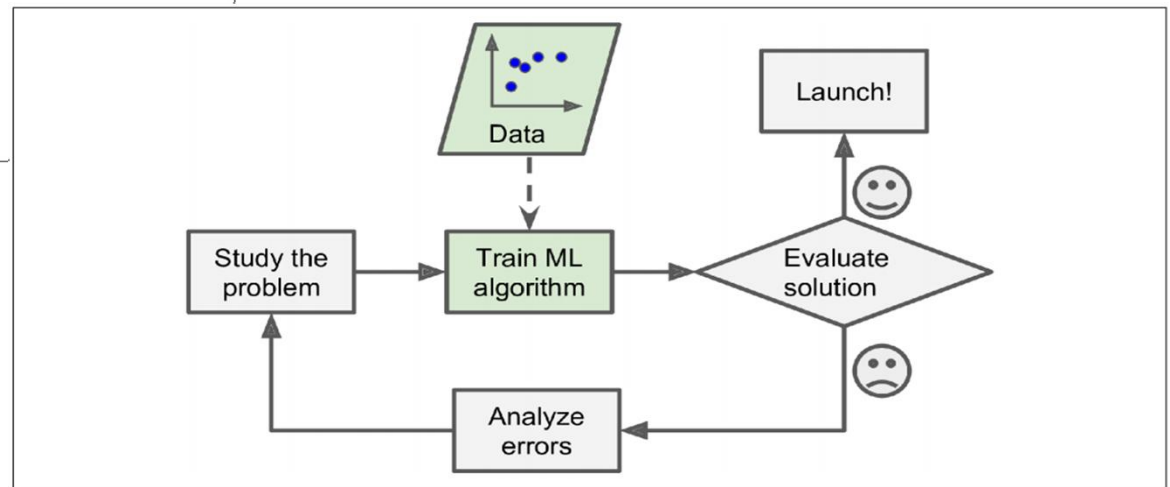 Data
Launch!
Study the
problem
Train ML
algorithm
Evaluate
solution
Analyze
errors